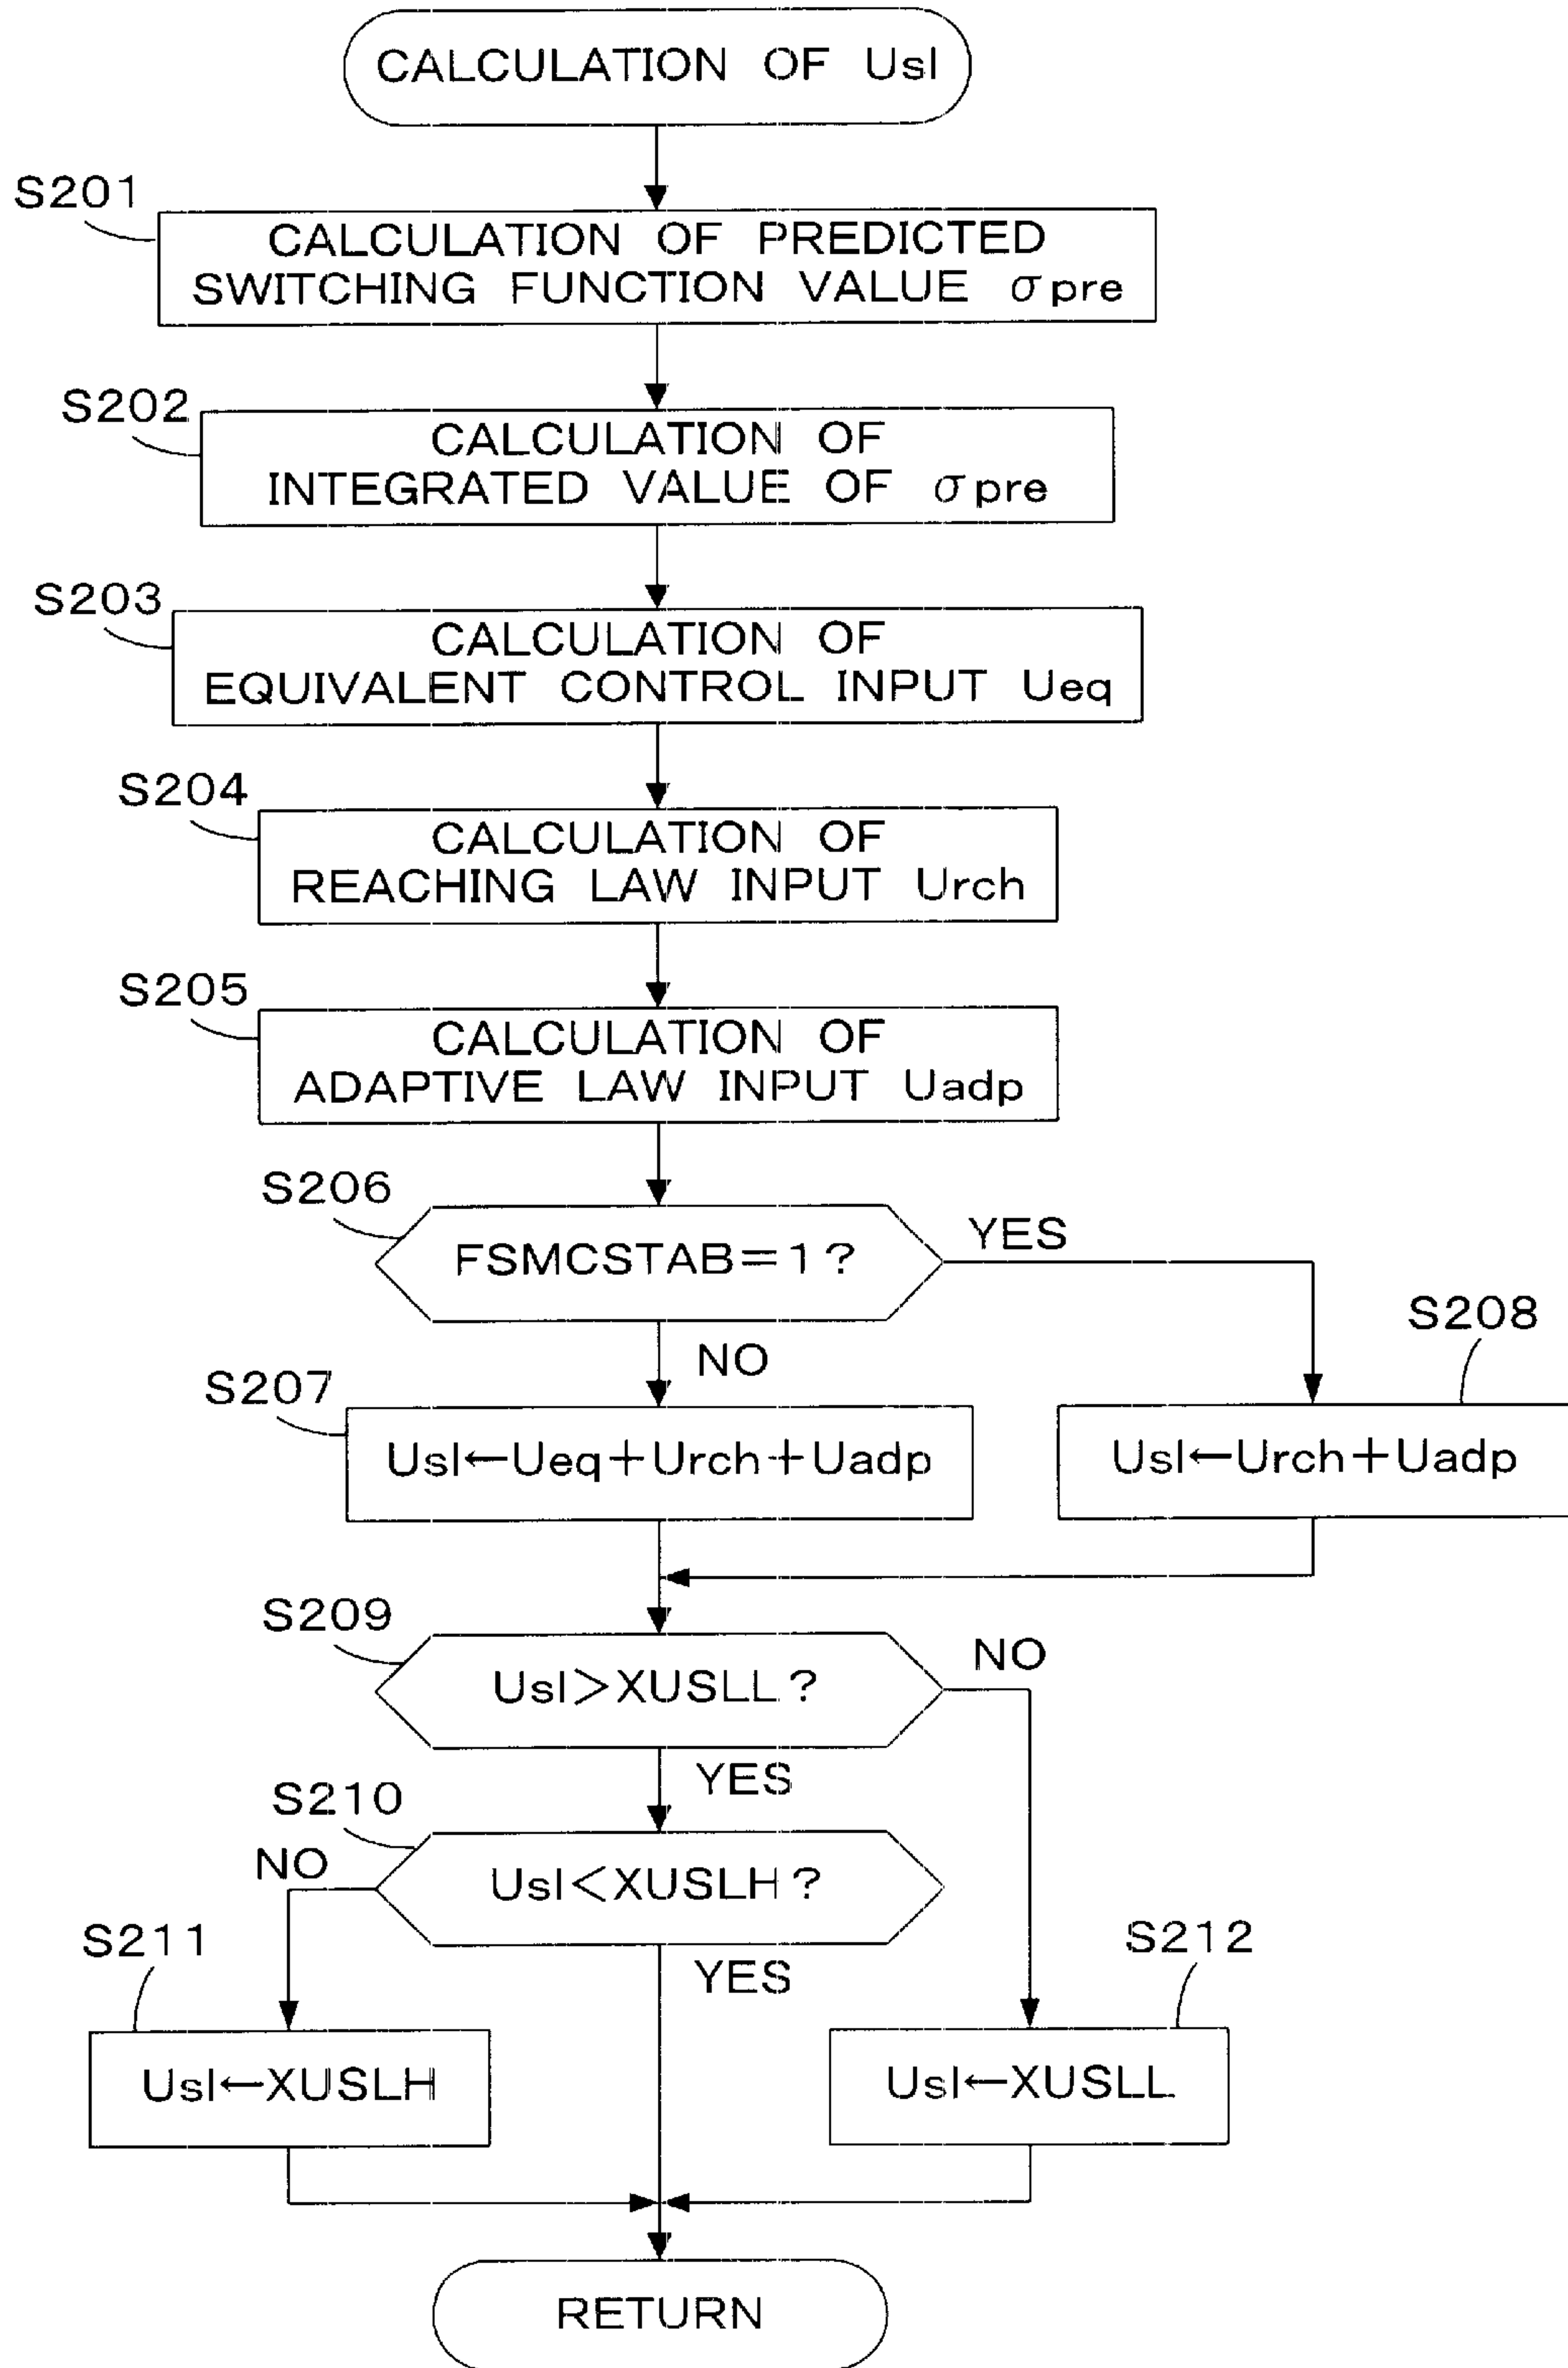 CALCULATION OF Usl
S201
CALCULATION OF PREDICTED
SWITCHING FUNCTION VALUE σpre
S202
CALCULATION OF
INTEGRATED VALUE OF σpre
S203
CALCULATION OF
EQUIVALENT CONTROL INPUT Ueq
S204
CALCULATION OF
REACHING LAW INPUT Urch
S205
CALCULATION OF
ADAPTIVE LAW INPUT Uadp
S206
FSMCSTAB=1?
YES
NO
S207
Usl←Ueq+Urch+Uadp
S208
Usl←Urch+Uadp
S209
Usl>XUSLL?
NO
YES
S210
Usl<XUSLH?
NO
YES
S211
Usl←XUSLH
S212
Usl←XUSLL
RETURN